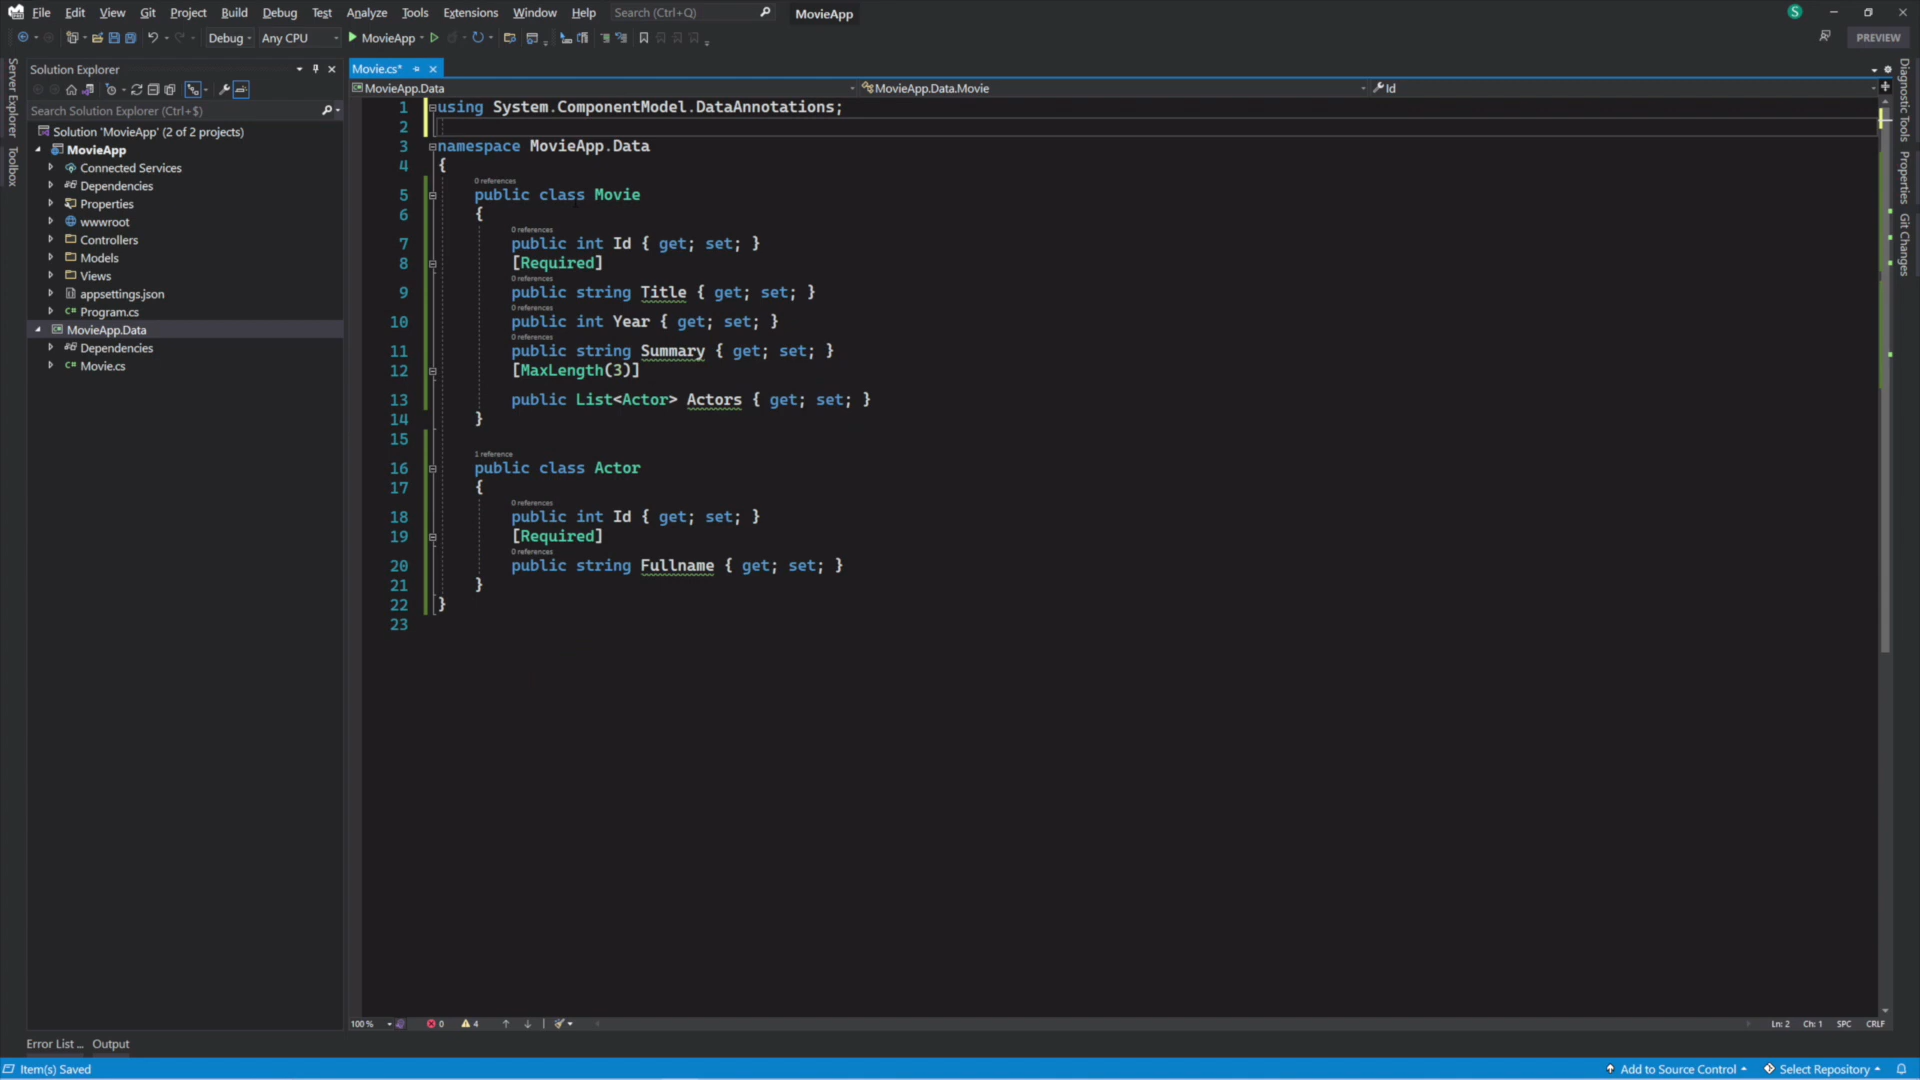 File Edit View Git Project Build Debug Test Analyze Tools Extensions Window Help Search (Ctrl+Q) MovieApp S
Debug Any CPU MovieApp PREVIEW
Server Explorer
Toolbox
Solution Explorer
Search Solution Explorer (Ctrl+$)
Solution 'MovieApp' (2 of 2 projects)
MovieApp
Connected Services
Dependencies
Properties
wwwroot
Controllers
Models
Views
appsettings.json
C# Program.cs
MovieApp.Data
Dependencies
C# Movie.cs
Movie.cs*
MovieApp.Data MovieApp.Data.Movie Id
1 using System.ComponentModel.DataAnnotations;
2
3 namespace MovieApp.Data
4 {
0 references
5 public class Movie
6 {
0 references
7 public int Id { get; set; }
8 [Required]
0 references
9 public string Title { get; set; }
0 references
10 public int Year { get; set; }
0 references
11 public string Summary { get; set; }
12 [MaxLength(3)]
13 public List<Actor> Actors { get; set; }
14 }
15
1 reference
16 public class Actor
17 {
0 references
18 public int Id { get; set; }
19 [Required]
0 references
20 public string Fullname { get; set; }
21 }
22 }
23
Diagnostic Tools
Properties
Git Changes
100 % 0 4 Ln: 2 Ch: 1 SPC CRLF
Error List ... Output
Item(s) Saved Add to Source Control Select Repository